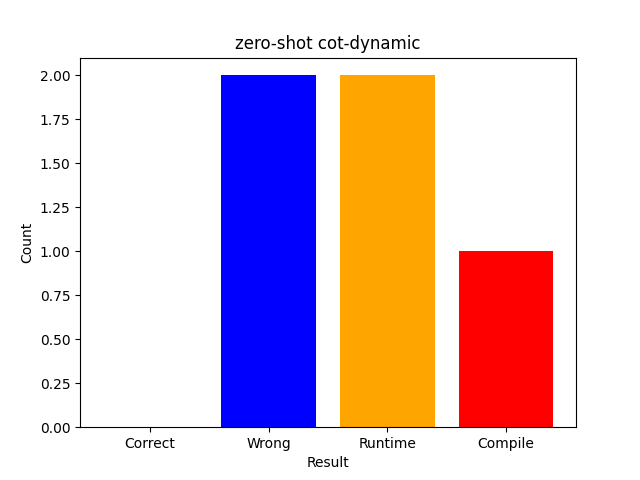 zero-shot cot-dynamic
2.00
1.75
1.50
1.25
1.00
0.75
0.50
0.25
0.00
Count
Correct Wrong Runtime Compile
Result